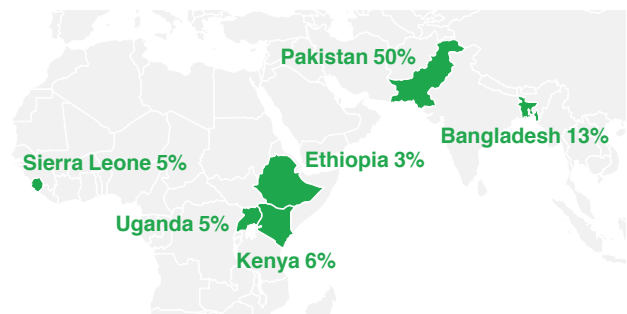 Pakistan 50%
Bangladesh 13%
Sierra Leone 5%
Ethiopia 3%
Uganda 5%
Kenya 6%